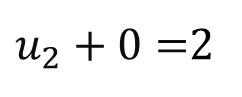 u₂ + 0 =2